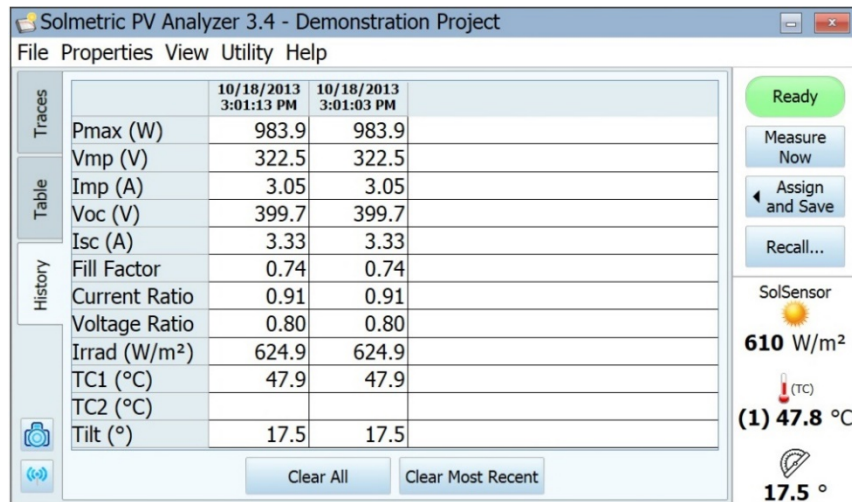 Solmetric PV Analyzer 3.4 - Demonstration Project
File Properties View Utility Help
Traces
Table
History
10/18/2013 10/18/2013
3:01:13 PM 3:01:03 PM
Pmax (W) 983.9 983.9
Vmp (V) 322.5 322.5
Imp (A) 3.05 3.05
Voc (V) 399.7 399.7
Isc (A) 3.33 3.33
Fill Factor 0.74 0.74
Current Ratio 0.91 0.91
Voltage Ratio 0.80 0.80
Irrad (W/m²) 624.9 624.9
TC1 (°C) 47.9 47.9
TC2 (°C)
Tilt (°) 17.5 17.5
Clear All Clear Most Recent
Ready
Measure
Now
Assign
and Save
Recall...
SolSensor
610 W/m²
(TC)
(1) 47.8 °C
17.5 °